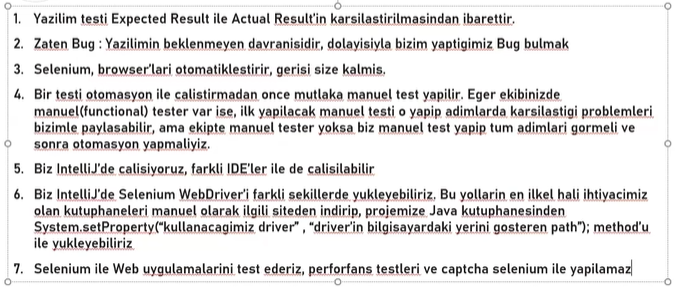 1. Yazilim testi Expected Result ile Actual Result'in karsilastirilmasindan ibarettir.
2. Zaten Bug : Yazilimin beklenmeyen davranisidir, dolayisiyla bizim yaptigimiz Bug bulmak
3. Selenium, browser'lari otomatiklestirir, gerisi size kalmis.
4. Bir testi otomasyon ile calistirmadan once mutlaka manuel test yapilir. Eger ekibinizde
manuel(functional) tester var ise, ilk yapilacak manuel testi o yapip adimlarda karsilastigi problemleri
bizimle paylasabilir, ama ekipte manuel tester yoksa biz manuel test yapip tum adimlari gormeli ve
sonra otomasyon yapmaliyiz.
5. Biz IntelliJ'de calisiyoruz, farkli IDE'ler ile de calisilabilir
6. Biz IntelliJ'de Selenium WebDriver'i farkli sekillerde yukleyebiliriz. Bu yollarin en ilkel hali ihtiyacimiz
olan kutuphaneleri manuel olarak ilgili siteden indirip, projemize Java kutuphanesinden
System.setProperty("kullanacagimiz driver" , "driver'in bilgisayardaki yerini gosteren path"); method'u
ile yukleyebiliriz
7. Selenium ile Web uygulamalarini test ederiz, perforfans testleri ve captcha selenium ile yapilamaz